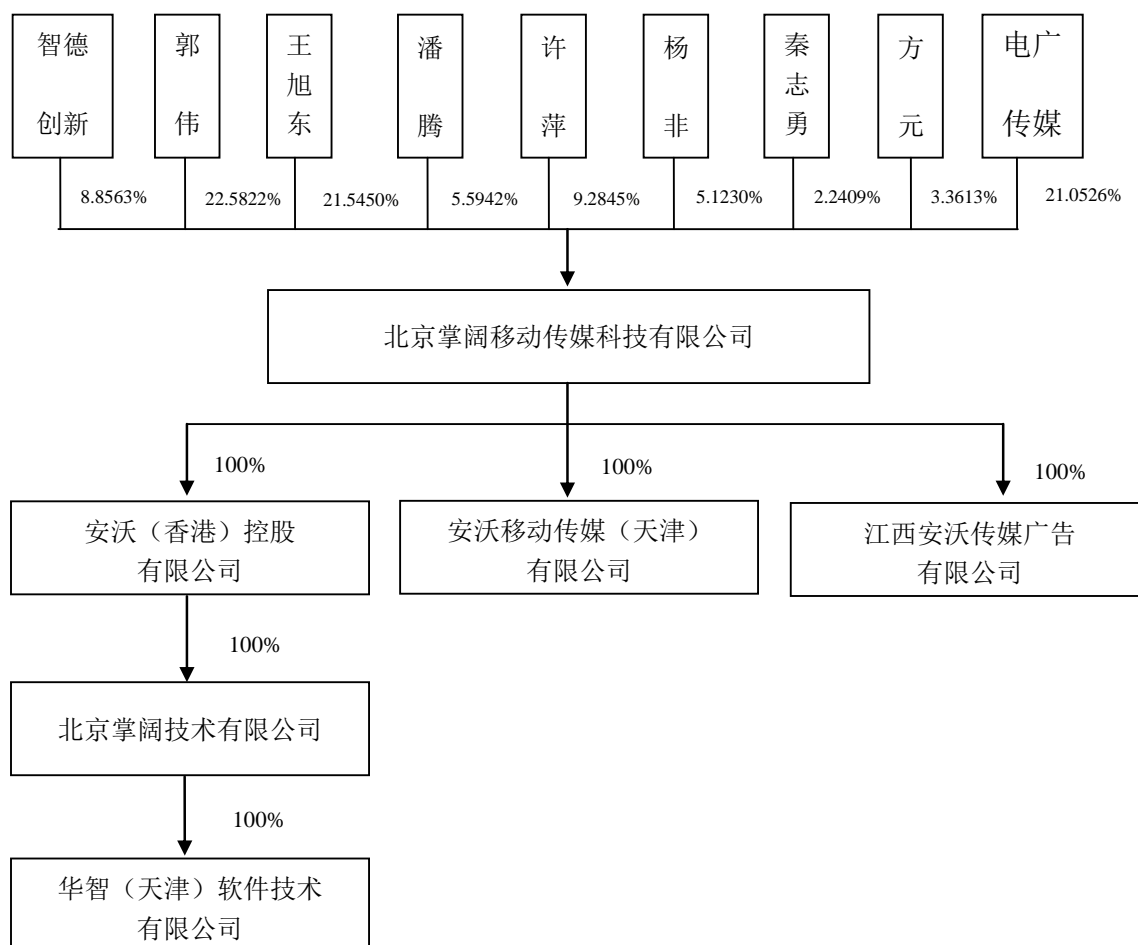 智德
创新
郭
伟
王
旭
东
潘
腾
许
萍
杨
非
秦
志
勇
方
元
电广
传媒
8.8563%
22.5822%
21.5450%
5.5942%
9.2845%
5.1230%
2.2409%
3.3613%
21.0526%
北京掌阔移动传媒科技有限公司
100%
100%
100%
安沃（香港）控股
有限公司
安沃移动传媒（天津）
有限公司
江西安沃传媒广告
有限公司
100%
北京掌阔技术有限公司
100%
华智（天津）软件技术
有限公司